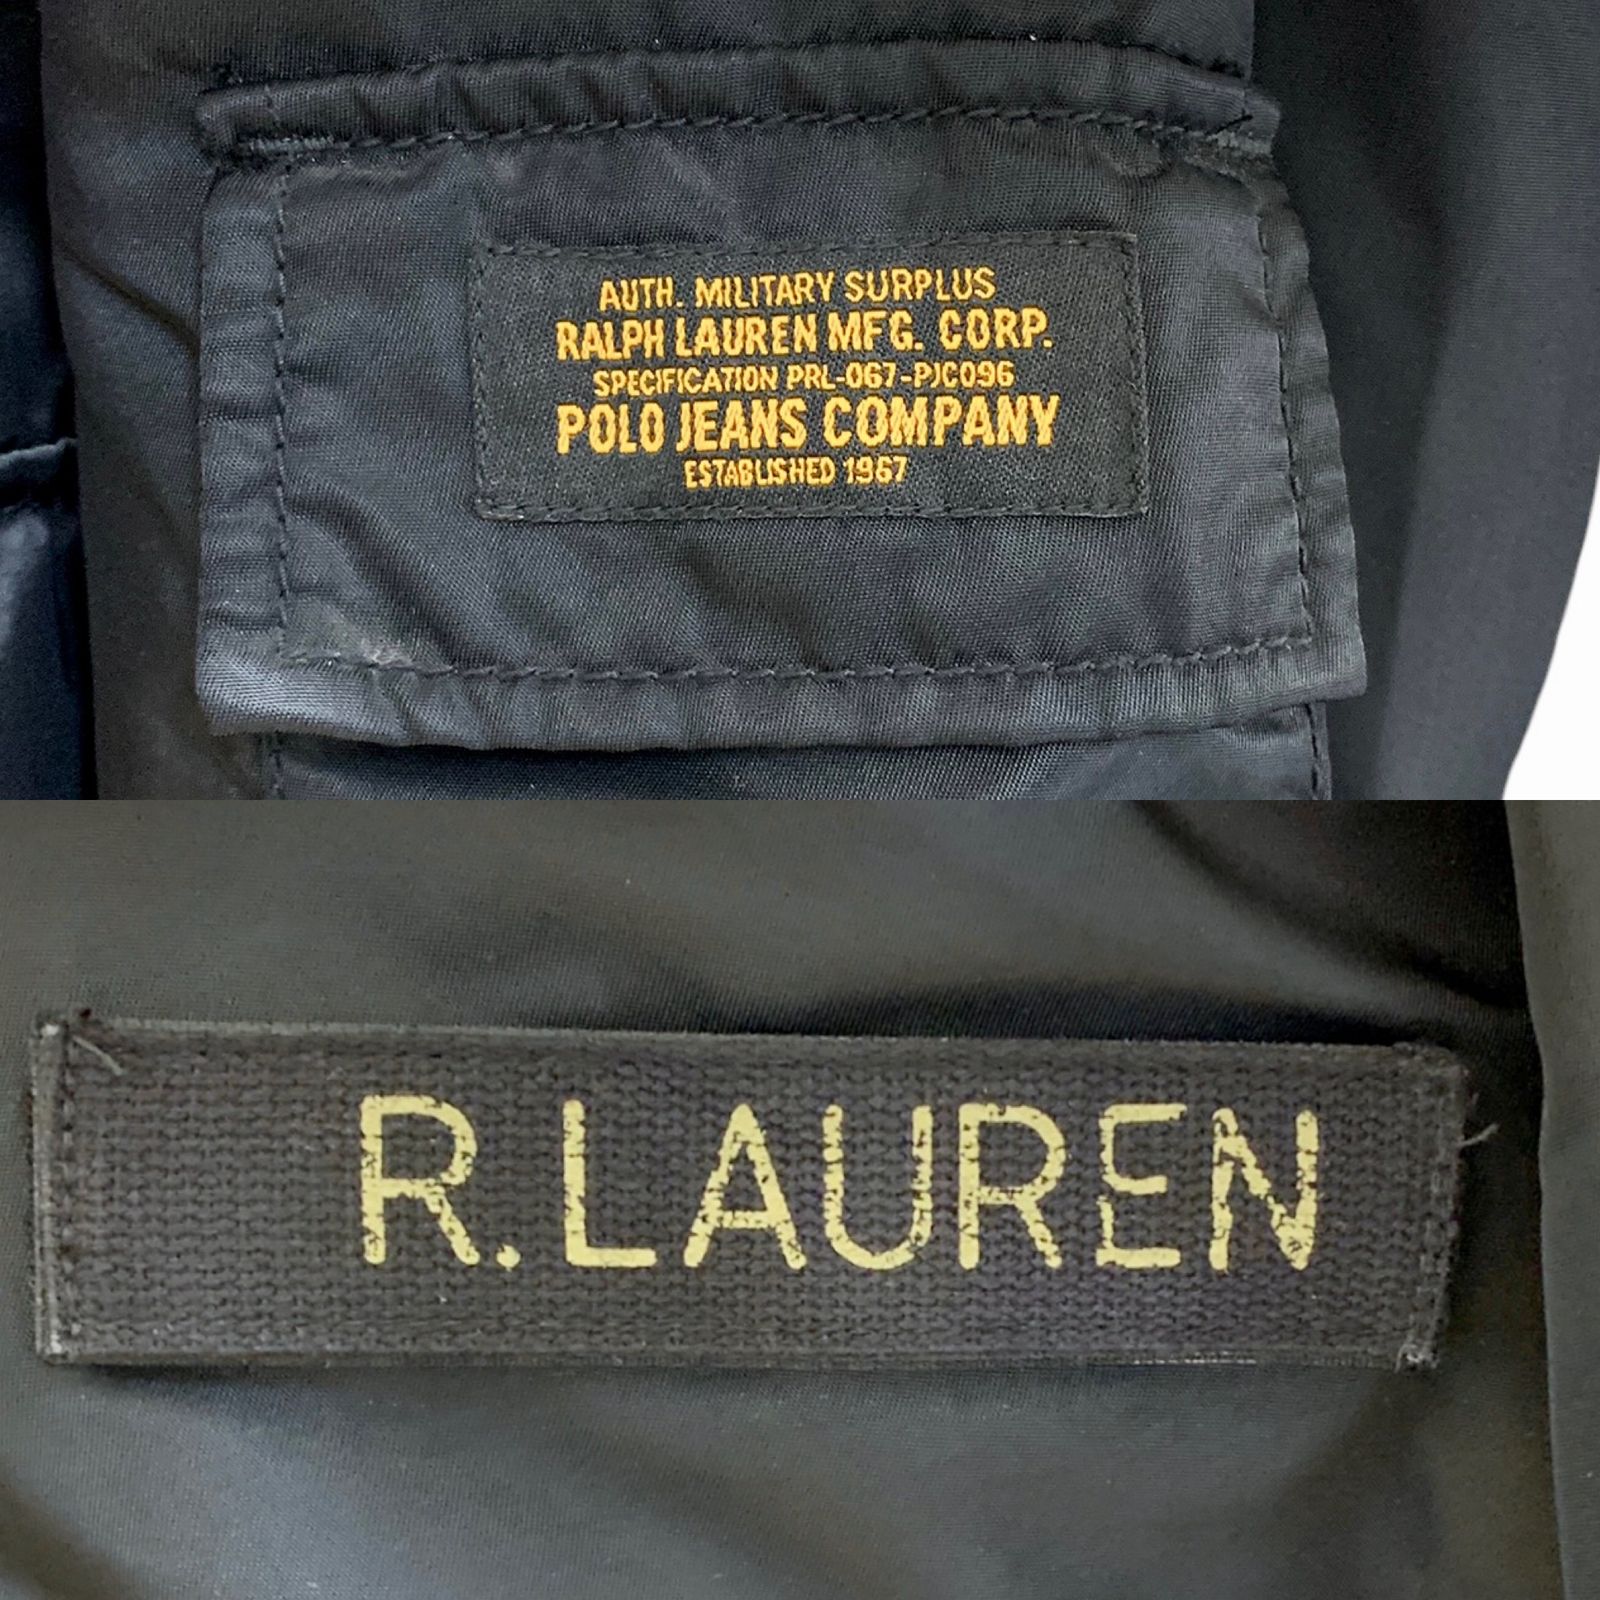 AUTH. MILITARY SURPLUS
RALPH LAUREN MFG. CORP.
SPECIFICATION PRL-067-PJC096
POLO JEANS COMPANY
ESTABLISHED 1967
R.LAUREN